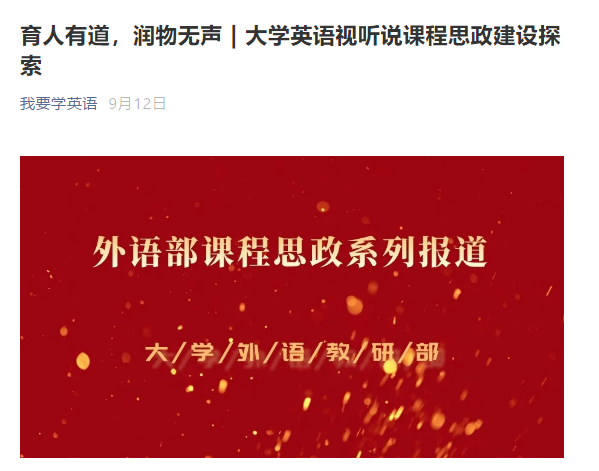 育人有道，润物无声 | 大学英语视听说课程思政建设探
索
我要学英语 9月12日
外语部课程思政系列报道
大/学/外/语/教/研/部